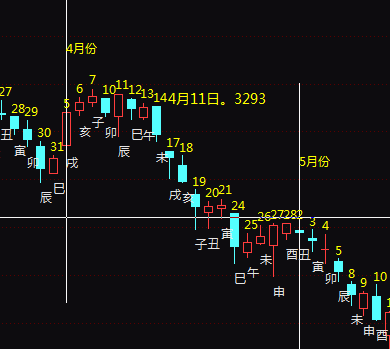 4月份
27
28
29
30
31
5
6
7
10
11
12
13
14
4月11日。3293
17
18
19
20
21
24
25
26
27
28
2
3
4
5
8
9
10
5月份
丑
寅
卯
辰
巳
戌
亥
子
卯
辰
巳
午
未
戌
亥
子
丑
寅
巳
午
未
申
酉
丑
寅
卯
辰
未
申
酉